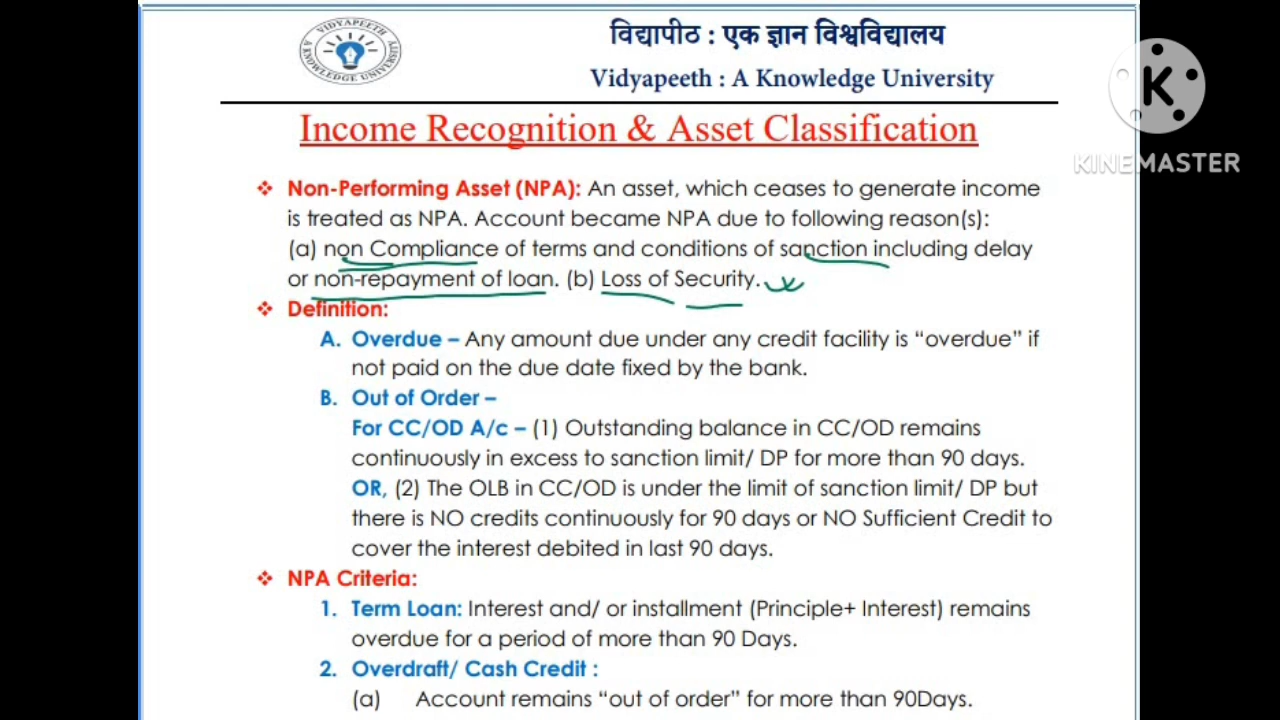 VIDYAPEETH
A KNOWLEDGE UNIVERSITY
विद्यापीठ : एक ज्ञान विश्वविद्यालय
Vidyapeeth : A Knowledge University
K
KINEMASTER
Income Recognition & Asset Classification
❖ Non-Performing Asset (NPA): An asset, which ceases to generate income
is treated as NPA. Account became NPA due to following reason(s):
(a) non Compliance of terms and conditions of sanction including delay
or non-repayment of loan. (b) Loss of Security.
❖ Definition:
A. Overdue – Any amount due under any credit facility is “overdue” if
not paid on the due date fixed by the bank.
B. Out of Order –
For CC/OD A/c – (1) Outstanding balance in CC/OD remains
continuously in excess to sanction limit/ DP for more than 90 days.
OR, (2) The OLB in CC/OD is under the limit of sanction limit/ DP but
there is NO credits continuously for 90 days or NO Sufficient Credit to
cover the interest debited in last 90 days.
❖ NPA Criteria:
1. Term Loan: Interest and/ or installment (Principle+ Interest) remains
overdue for a period of more than 90 Days.
2. Overdraft/ Cash Credit :
(a) Account remains “out of order” for more than 90Days.